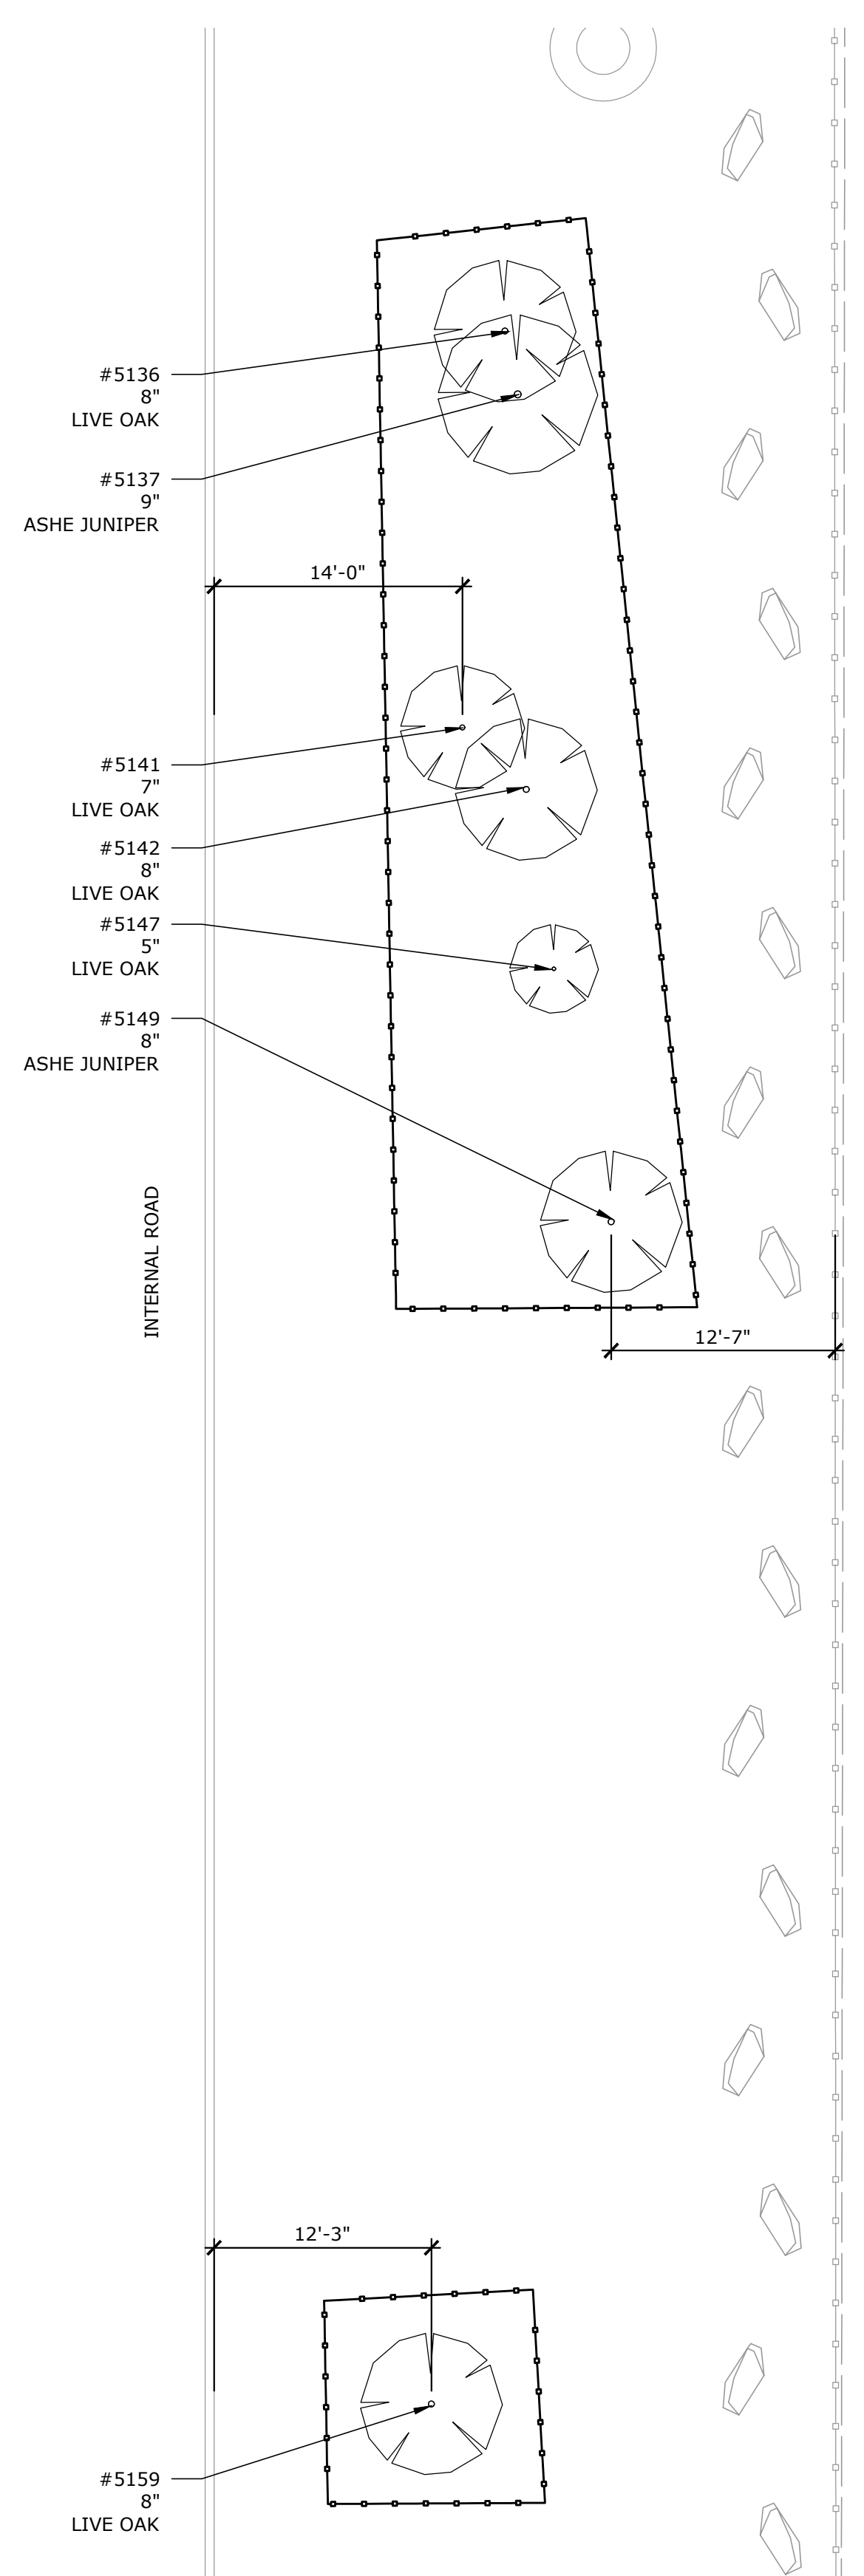 #5136
8"
LIVE OAK
#5137
9"
ASHE JUNIPER
14'-0"
#5141
7"
LIVE OAK
#5142
8"
LIVE OAK
#5147
5"
LIVE OAK
#5149
8"
ASHE JUNIPER
INTERNAL ROAD
12'-7"
12'-3"
#5159
8"
LIVE OAK